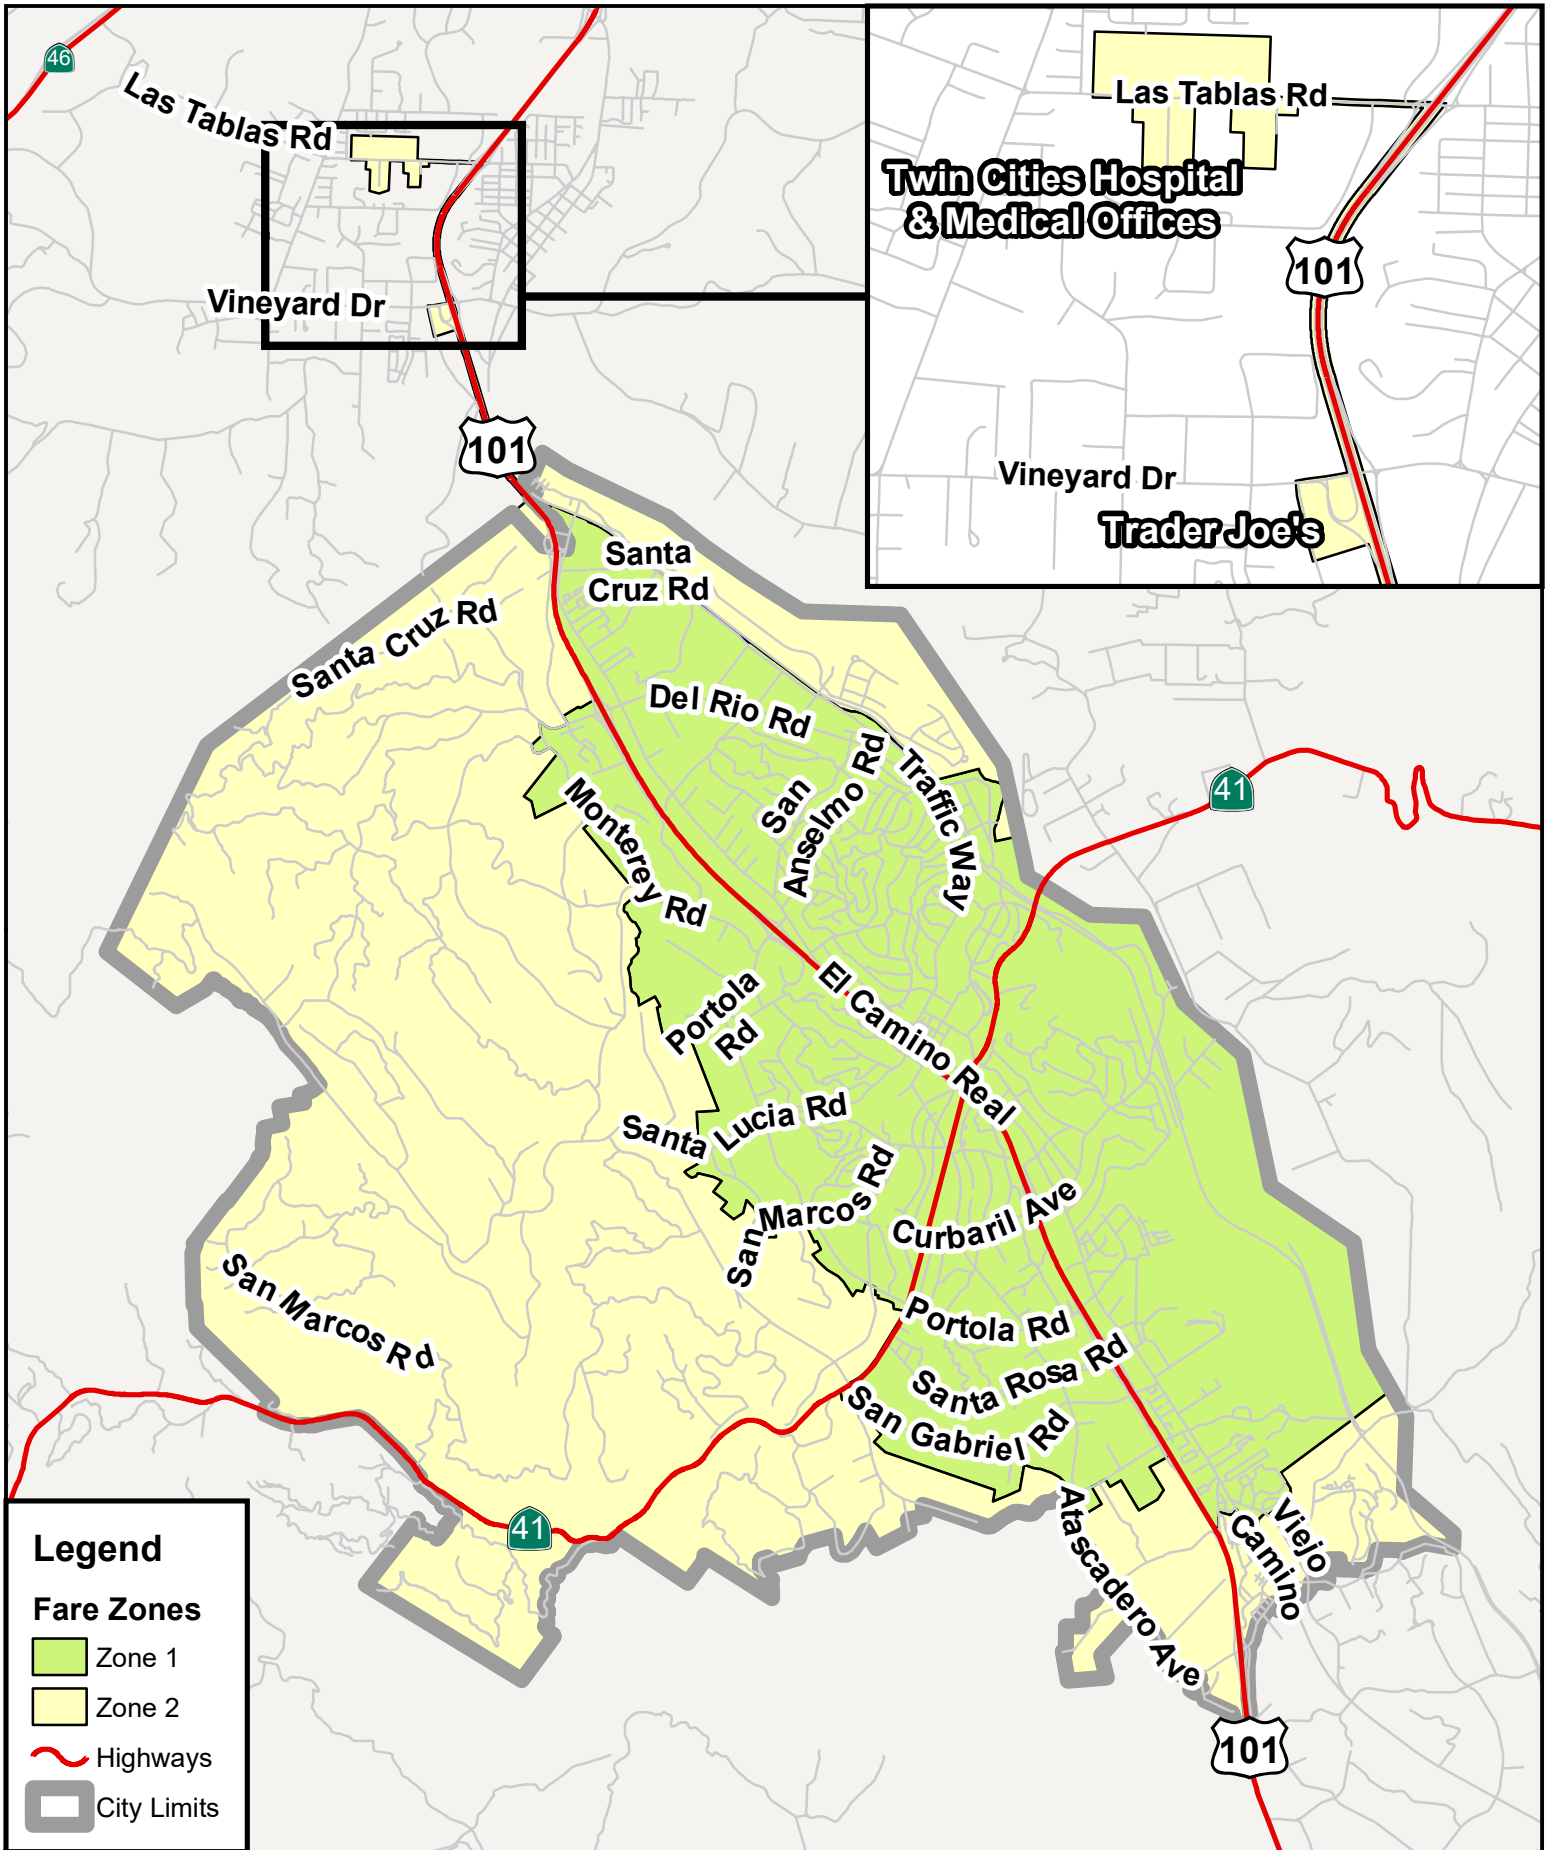 46
Las Tablas Rd
Vineyard Dr
101
Las Tablas Rd
Twin Cities Hospital
& Medical Offices
101
Vineyard Dr
Trader Joe's
Santa
Cruz Rd
Santa Cruz Rd
Del Rio Rd
San
Anselmo Rd
Traffic Way
41
Monterey Rd
El Camino Real
Portola
Rd
Santa Lucia Rd
San Marcos Rd
Curbaril Ave
San Marcos Rd
Portola Rd
Santa Rosa Rd
San Gabriel Rd
41
Atascadero Ave
Viejo
Camino
101
Legend
Fare Zones
Zone 1
Zone 2
Highways
City Limits